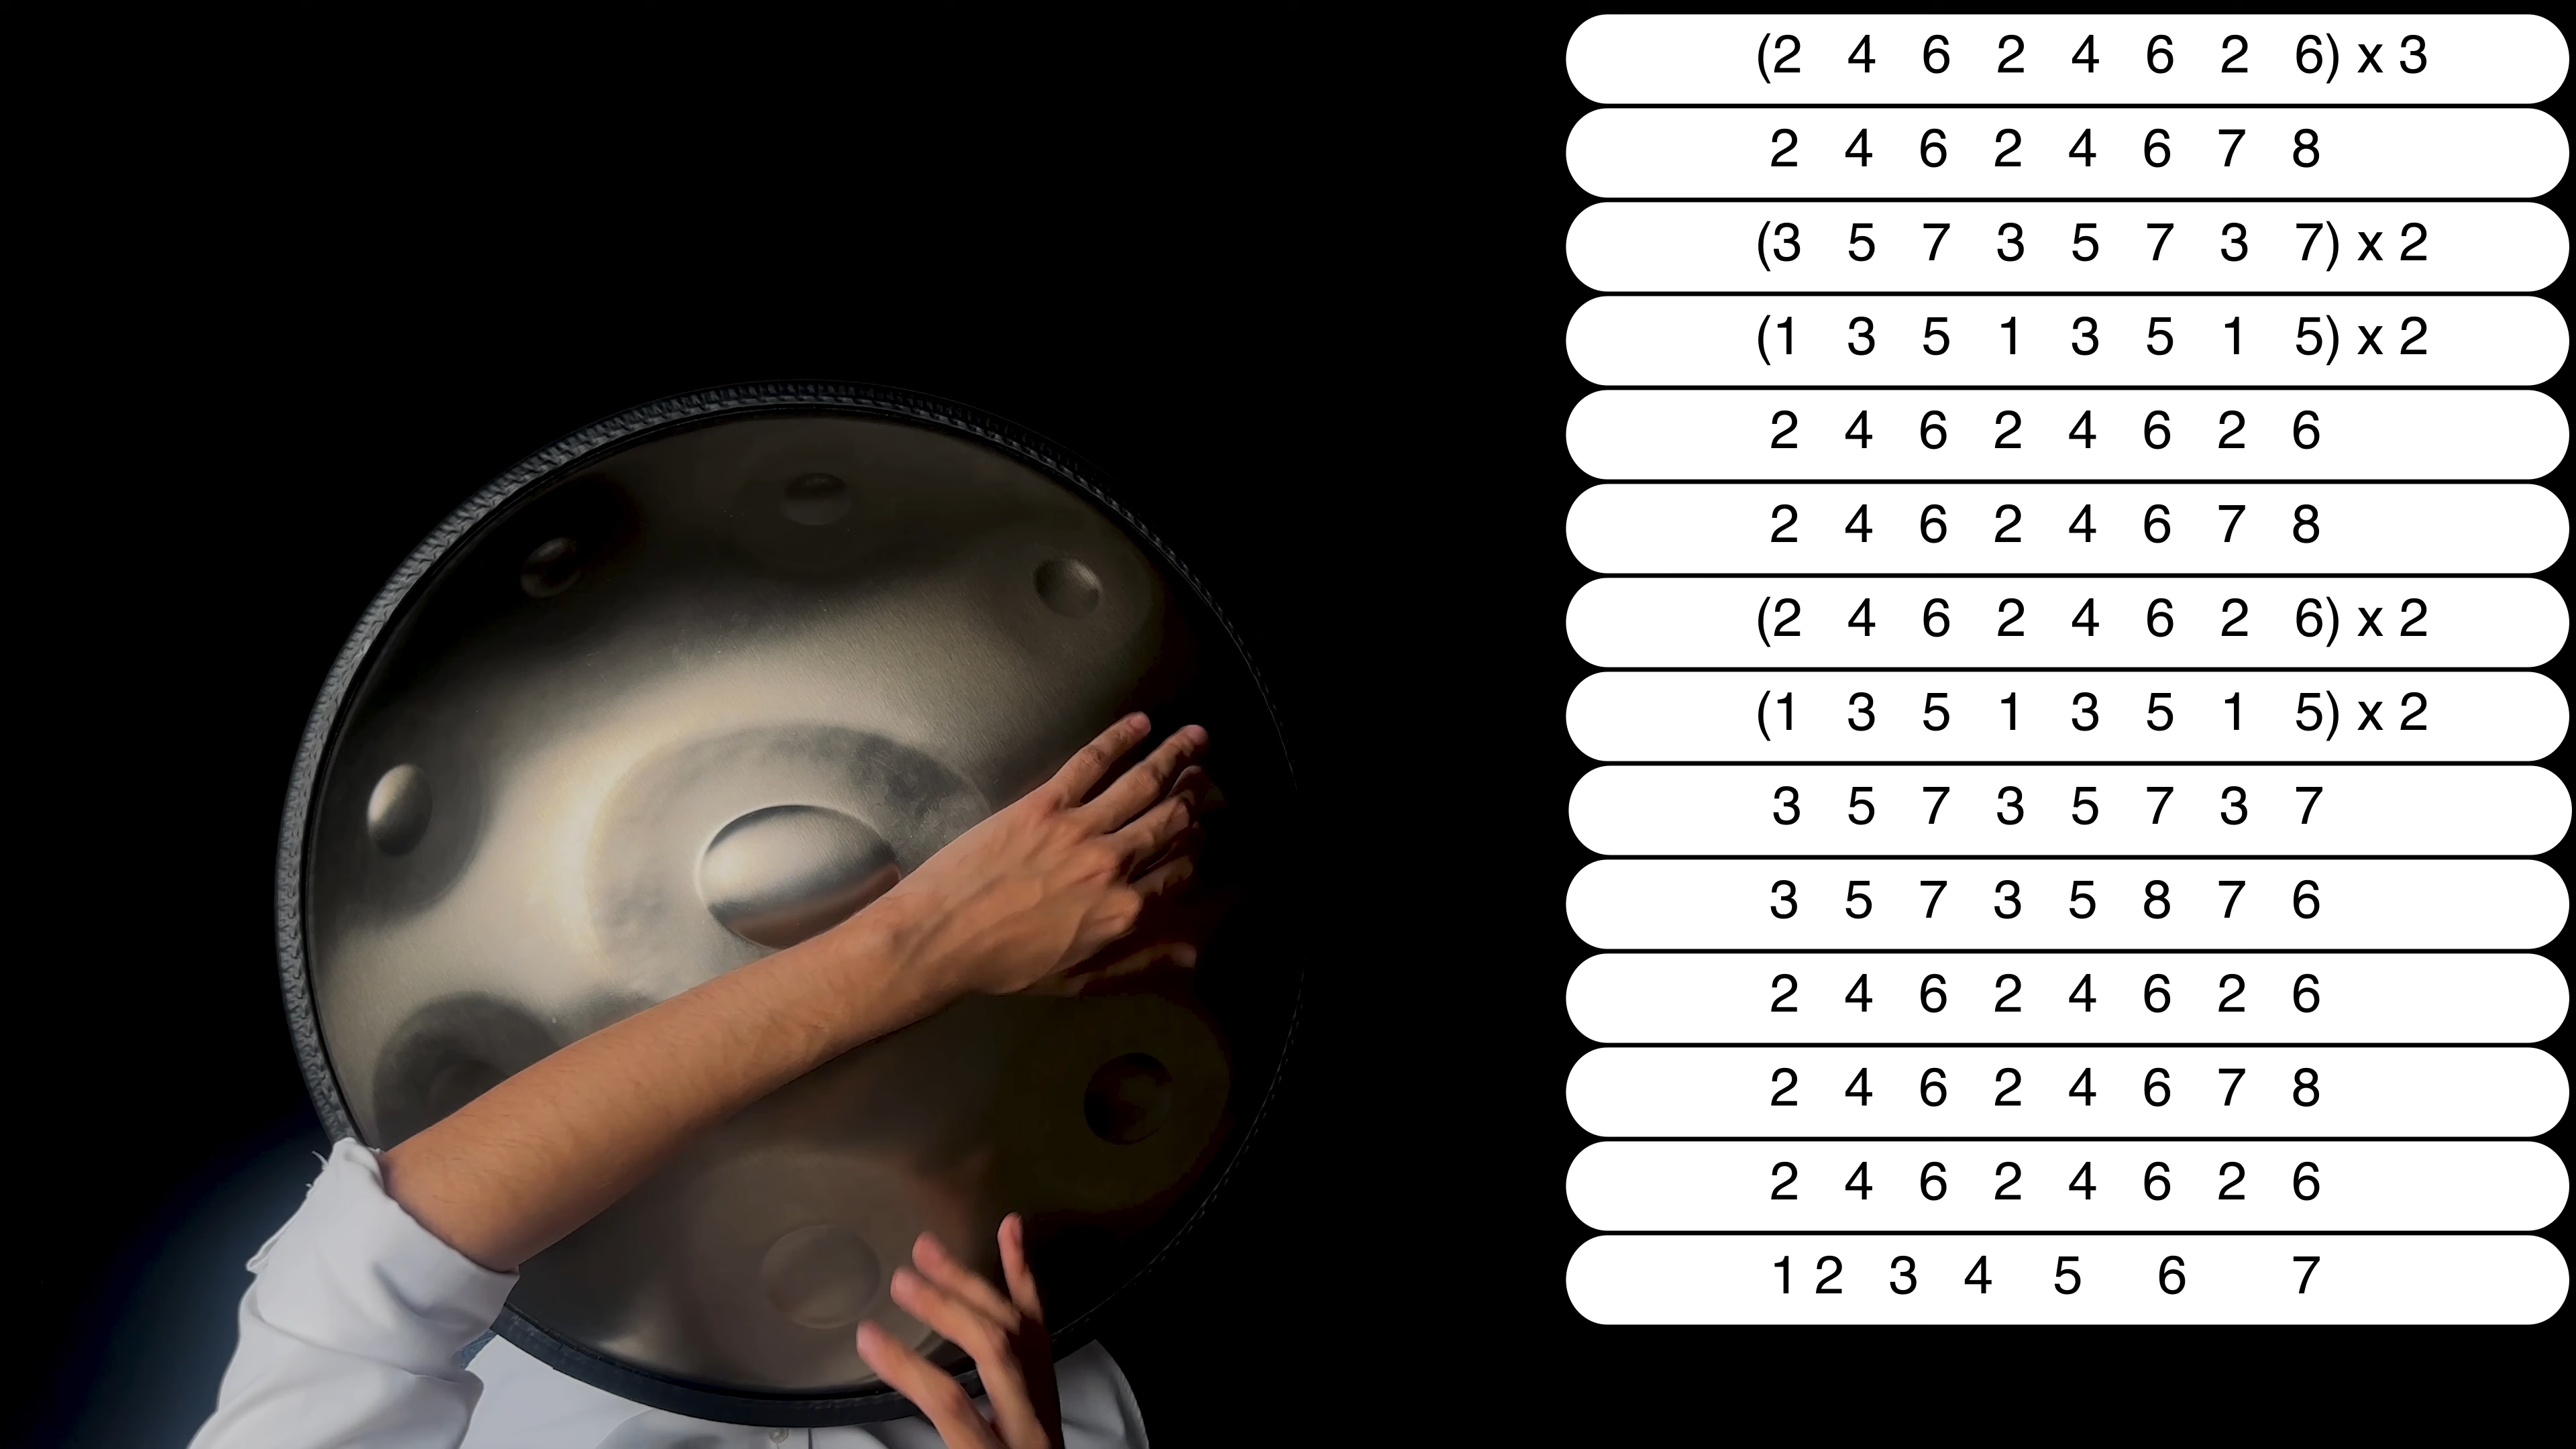 (2 4 6 2 4 6 2 6) x 3
2 4 6 2 4 6 7 8
(3 5 7 3 5 7 3 7) x 2
(1 3 5 1 3 5 1 5) x 2
2 4 6 2 4 6 2 6
2 4 6 2 4 6 7 8
(2 4 6 2 4 6 2 6) x 2
(1 3 5 1 3 5 1 5) x 2
3 5 7 3 5 7 3 7
3 5 7 3 5 8 7 6
2 4 6 2 4 6 2 6
2 4 6 2 4 6 7 8
2 4 6 2 4 6 2 6
1 2 3 4 5 6 7